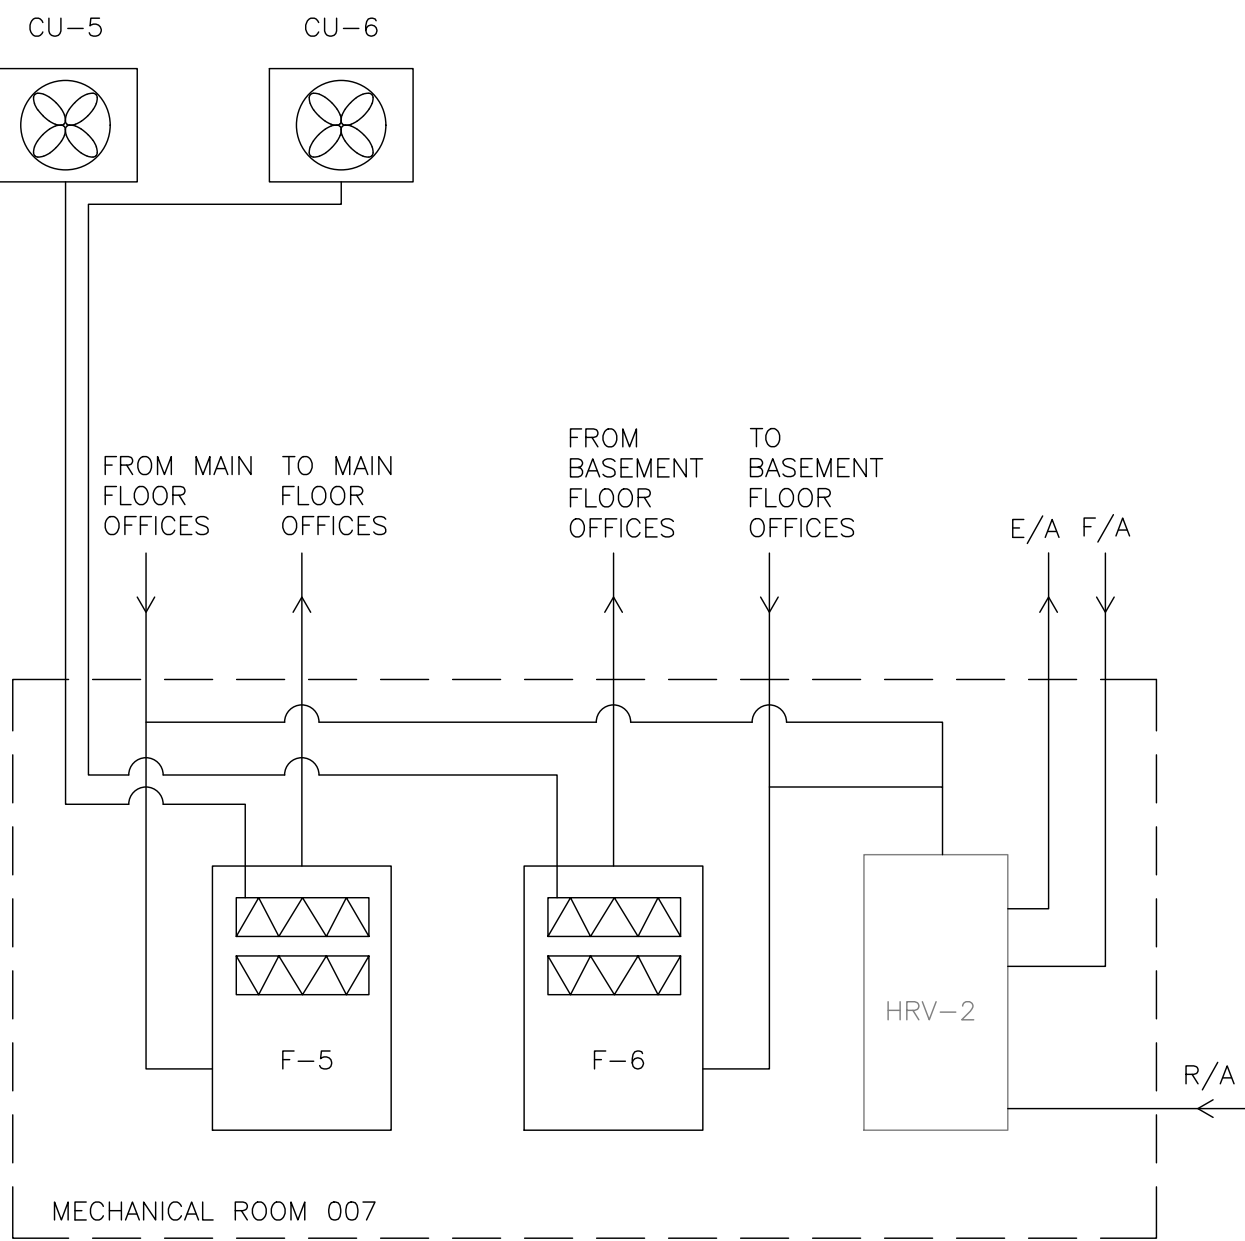 CU-5
CU-6
FROM MAIN
FLOOR
OFFICES
TO MAIN
FLOOR
OFFICES
FROM
BASEMENT
FLOOR
OFFICES
TO
BASEMENT
FLOOR
OFFICES
E/A
F/A
F-5
F-6
HRV-2
R/A
MECHANICAL ROOM 007